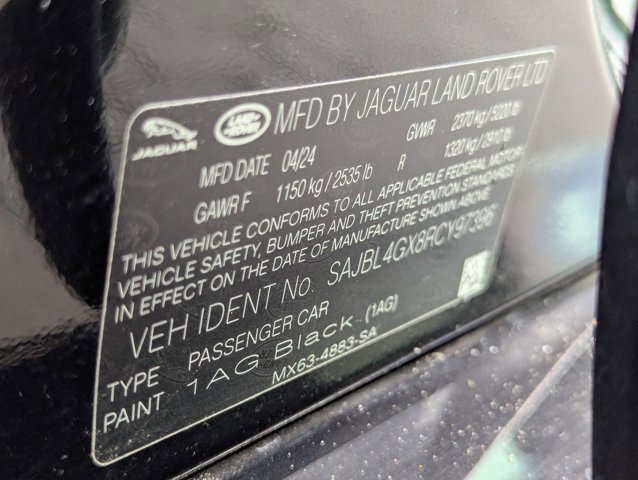 JAGUAR LAND ROVER MFD BY JAGUAR LAND ROVER LTD
MFD DATE 04/24 GVWR 2370 kg / 5220 lb
GAWR F 1150 kg / 2535 lb R 1320 kg / 2910 lb
THIS VEHICLE CONFORMS TO ALL APPLICABLE FEDERAL MOTOR
VEHICLE SAFETY, BUMPER AND THEFT PREVENTION STANDARDS
IN EFFECT ON THE DATE OF MANUFACTURE SHOWN ABOVE
VEH IDENT No. SAJBL4GX8RCY97396
TYPE PASSENGER CAR
PAINT 1AG Black (1AG)
MX63-4883-SA